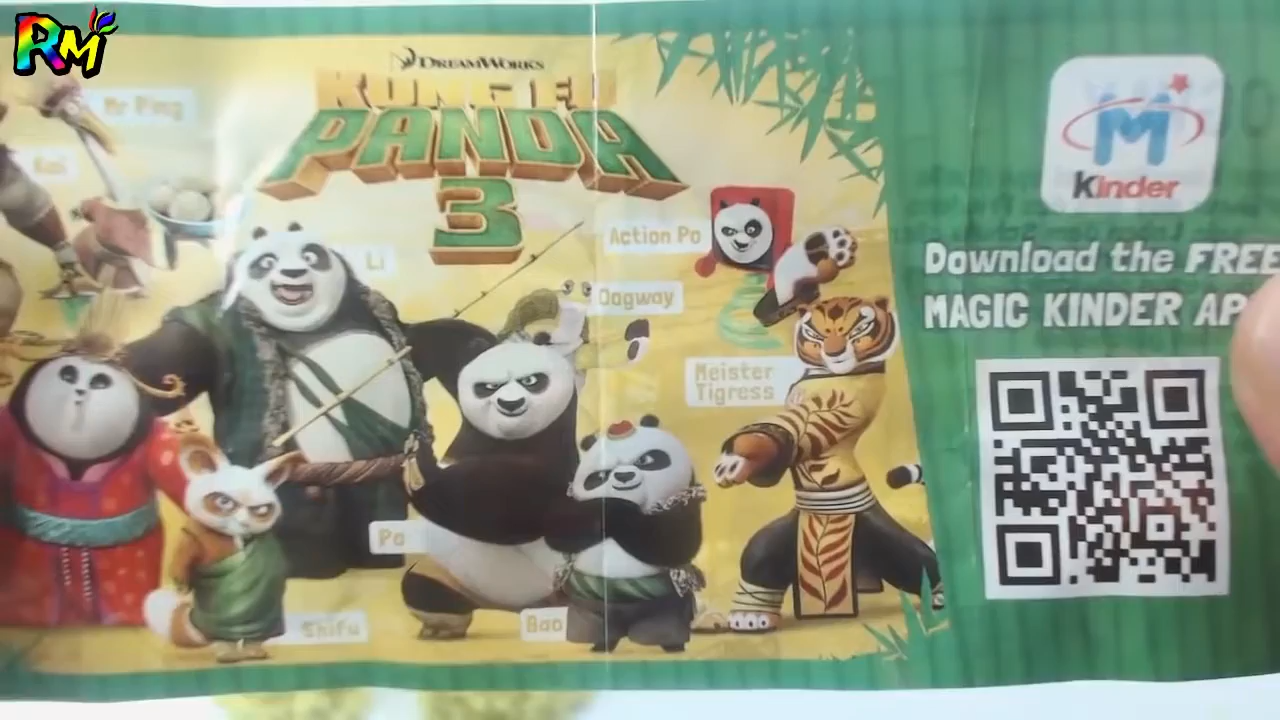 RM
DREAMWORKS
KUNG FU
PANDA
3
Mr Ping
Kai
Li
Action Po
Oogway
Meister
Tigress
Po
Bao
Shifu
M
Kinder
Download the FREE
MAGIC KINDER AP